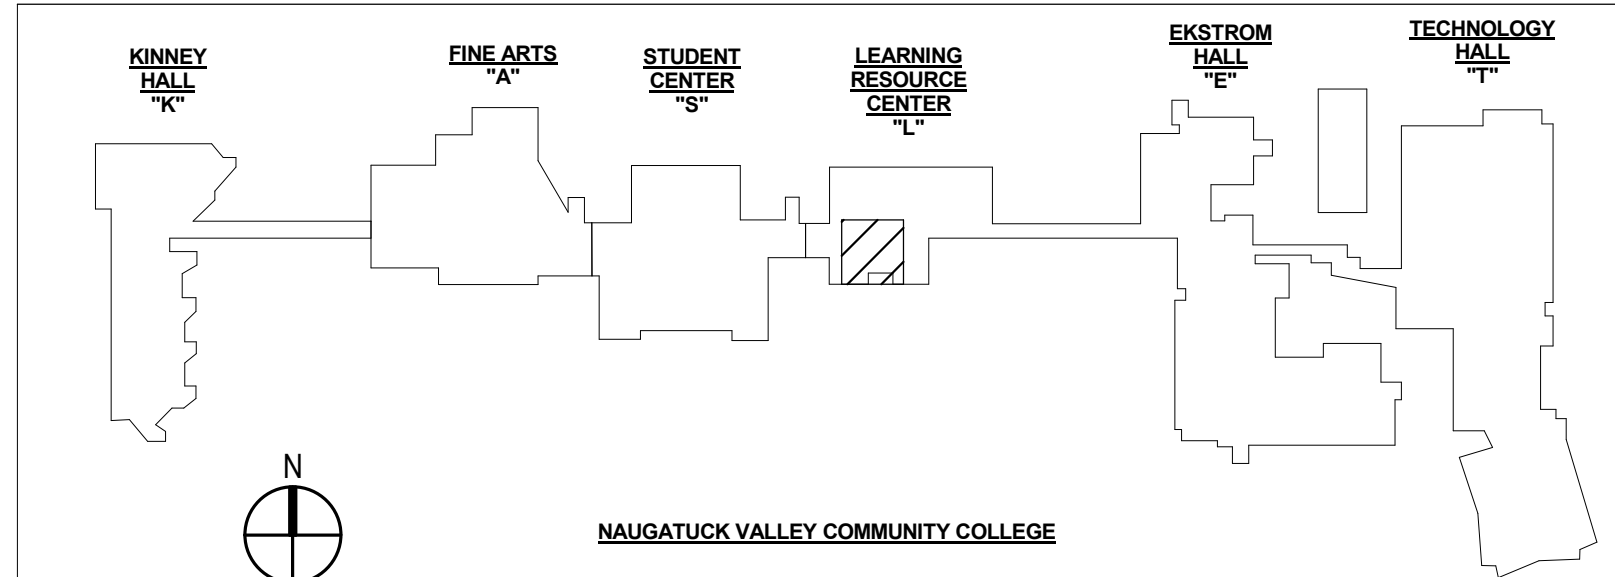 KINNEY
HALL
"K"
FINE ARTS
"A"
STUDENT
CENTER
"S"
LEARNING
RESOURCE
CENTER
"L"
EKSTROM
HALL
"E"
TECHNOLOGY
HALL
"T"
N
NAUGATUCK VALLEY COMMUNITY COLLEGE